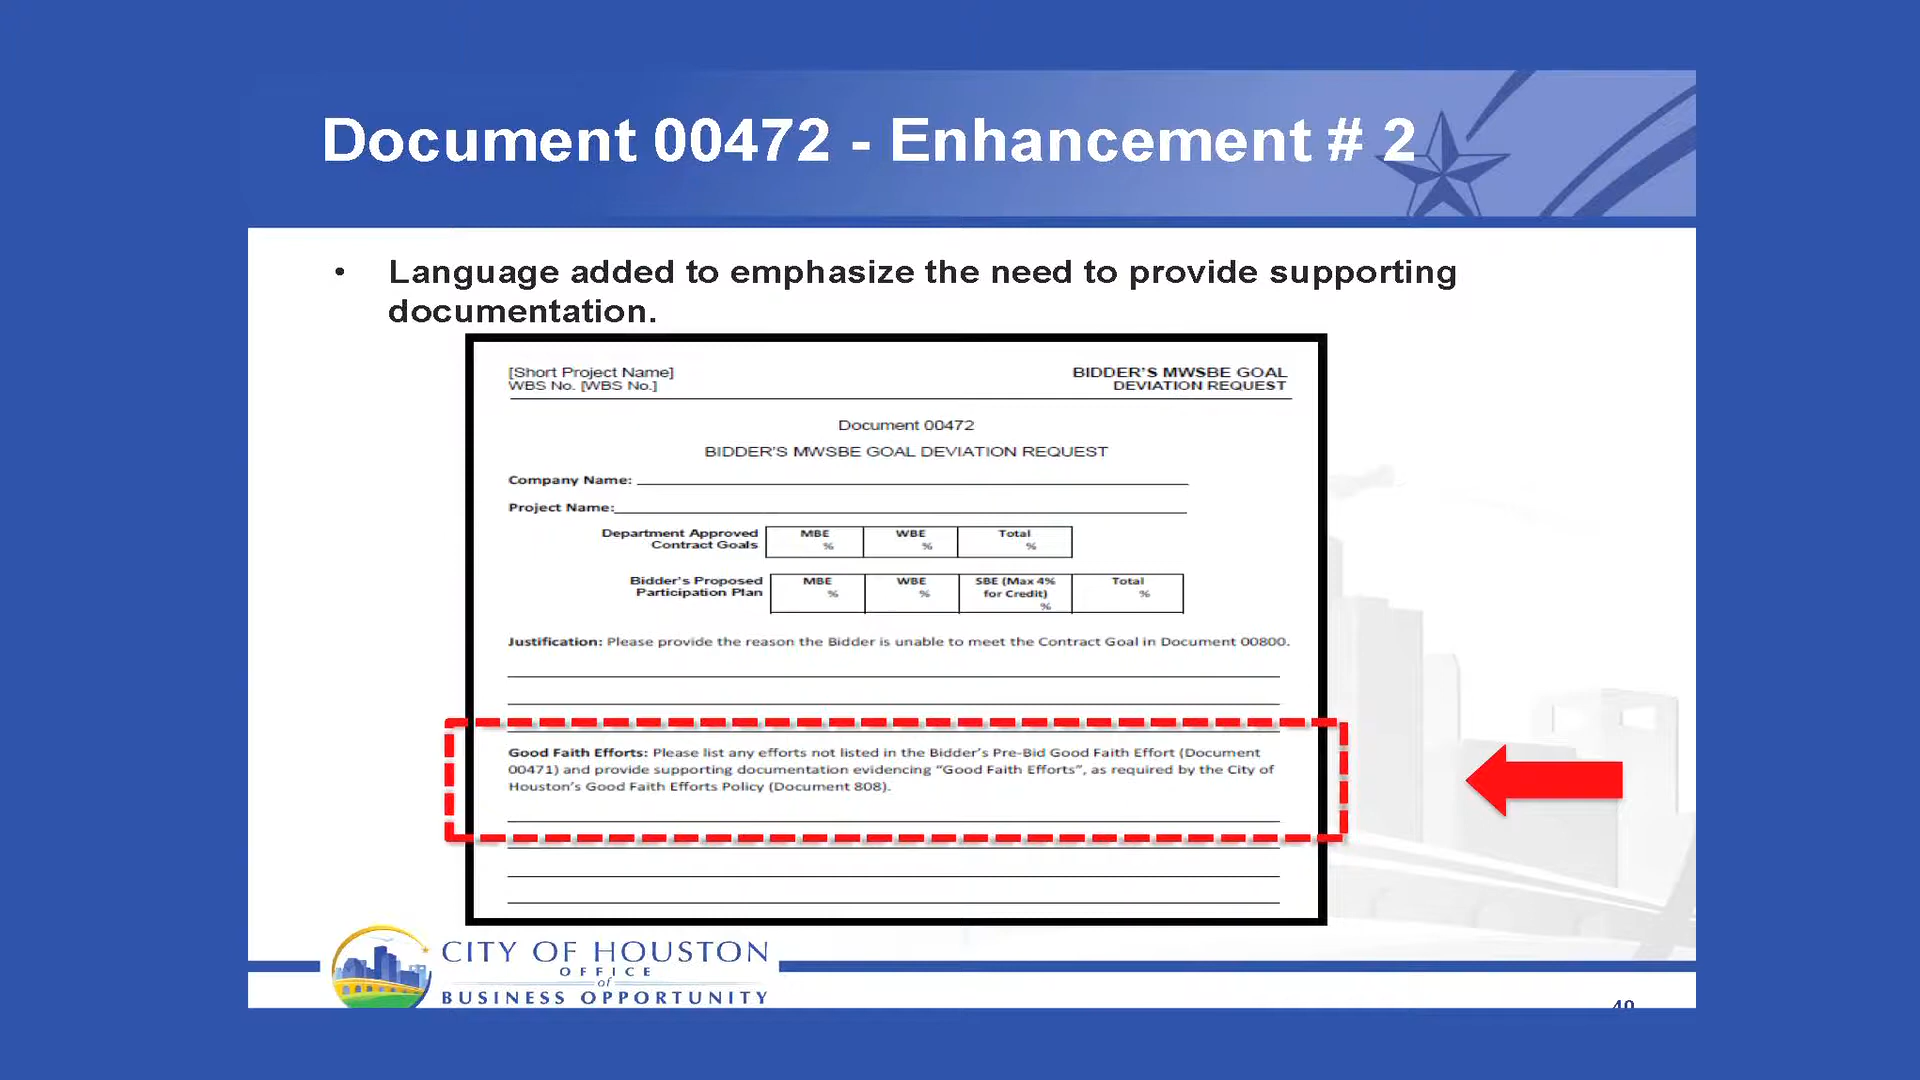 Document 00472 - Enhancement # 2
• Language added to emphasize the need to provide supporting
documentation.
[Short Project Name]
WBS No. [WBS No.]
BIDDER'S MWSBE GOAL
DEVIATION REQUEST
Document 00472
BIDDER'S MWSBE GOAL DEVIATION REQUEST
Company Name:
Project Name:
Department Approved
Contract Goals
MBE WBE Total
% % %
Bidder's Proposed
Participation Plan
MBE WBE SBE (Max 4% Total
% % for Credit) %
%
Justification: Please provide the reason the Bidder is unable to meet the Contract Goal in Document 00800.
Good Faith Efforts: Please list any efforts not listed in the Bidder's Pre-Bid Good Faith Effort (Document
00471) and provide supporting documentation evidencing “Good Faith Efforts”, as required by the City of
Houston's Good Faith Efforts Policy (Document 808).
CITY OF HOUSTON
OFFICE
of
BUSINESS OPPORTUNITY